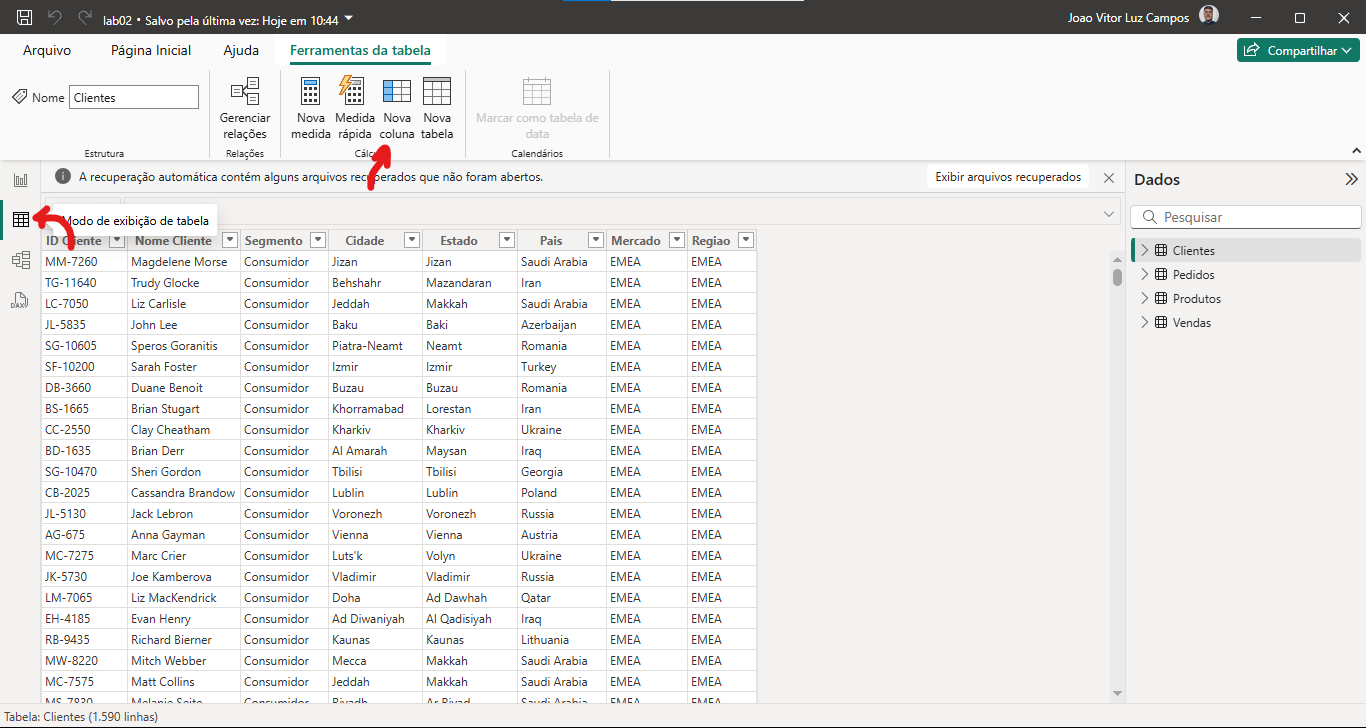 lab02 • Salvo pela última vez: Hoje em 10:44
Joao Vitor Luz Campos
Arquivo
Página Inicial
Ajuda
Ferramentas da tabela
Compartilhar
Nome
Clientes
Gerenciar relações
Nova medida
Medida rápida
Nova coluna
Nova tabela
Marcar como tabela de data
Estrutura
Relações
Calendários
A recuperação automática contém alguns arquivos recuperados que não foram abertos.
Exibir arquivos recuperados
Modo de exibição de tabela
ID Cliente Nome Cliente Segmento Cidade Estado Pais Mercado Regiao
MM-7260 Magdelene Morse Consumidor Jizan Jizan Saudi Arabia EMEA EMEA
TG-11640 Trudy Glocke Consumidor Behshahr Mazandaran Iran EMEA EMEA
LC-7050 Liz Carlisle Consumidor Jeddah Makkah Saudi Arabia EMEA EMEA
JL-5835 John Lee Consumidor Baku Baki Azerbaijan EMEA EMEA
SG-10605 Speros Goranitis Consumidor Piatra-Neamt Neamt Romania EMEA EMEA
SF-10200 Sarah Foster Consumidor Izmir Izmir Turkey EMEA EMEA
DB-3660 Duane Benoit Consumidor Buzau Buzau Romania EMEA EMEA
BS-1665 Brian Stugart Consumidor Khorramabad Lorestan Iran EMEA EMEA
CC-2550 Clay Cheatham Consumidor Kharkiv Kharkiv Ukraine EMEA EMEA
BD-1635 Brian Derr Consumidor Al Amarah Maysan Iraq EMEA EMEA
SG-10470 Sheri Gordon Consumidor Tbilisi Tbilisi Georgia EMEA EMEA
CB-2025 Cassandra Brandow Consumidor Lublin Lublin Poland EMEA EMEA
JL-5130 Jack Lebron Consumidor Voronezh Voronezh Russia EMEA EMEA
AG-675 Anna Gayman Consumidor Vienna Vienna Austria EMEA EMEA
MC-7275 Marc Crier Consumidor Luts'k Volyn Ukraine EMEA EMEA
JK-5730 Joe Kamberova Consumidor Vladimir Vladimir Russia EMEA EMEA
LM-7065 Liz MacKendrick Consumidor Doha Ad Dawhah Qatar EMEA EMEA
EH-4185 Evan Henry Consumidor Ad Diwaniyah Al Qadisiyah Iraq EMEA EMEA
RB-9435 Richard Bierner Consumidor Kaunas Kaunas Lithuania EMEA EMEA
MW-8220 Mitch Webber Consumidor Mecca Makkah Saudi Arabia EMEA EMEA
MC-7575 Matt Collins Consumidor Jeddah Makkah Saudi Arabia EMEA EMEA
Dados
Pesquisar
Clientes
Pedidos
Produtos
Vendas
Tabela: Clientes (1.590 linhas)